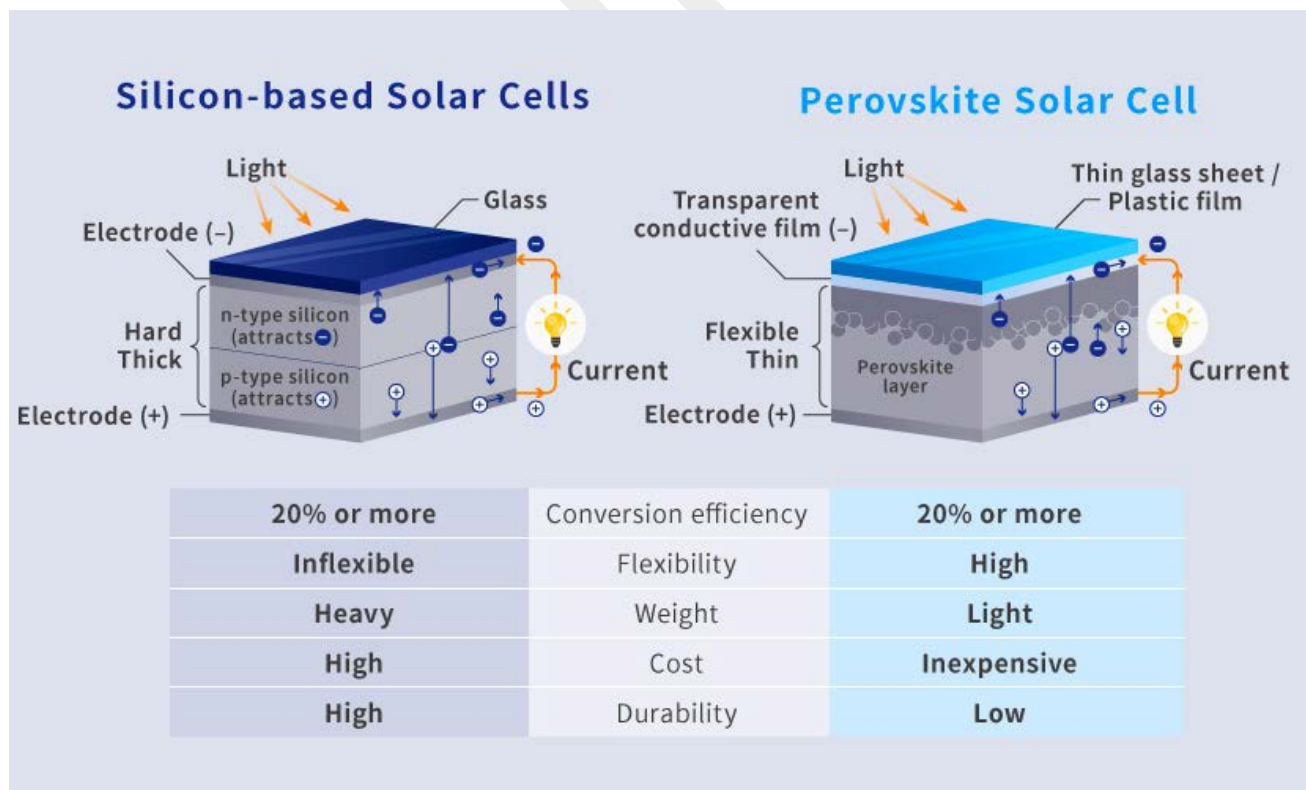 Silicon-based Solar Cells
Light
Glass
Electrode (–)
n-type silicon
(attracts –)
Hard
Thick
p-type silicon
(attracts +)
Current
Electrode (+)
Perovskite Solar Cell
Light
Thin glass sheet /
Plastic film
Transparent
conductive film (–)
Flexible
Thin
Perovskite
layer
Current
Electrode (+)
20% or more Conversion efficiency 20% or more
Inflexible Flexibility High
Heavy Weight Light
High Cost Inexpensive
High Durability Low